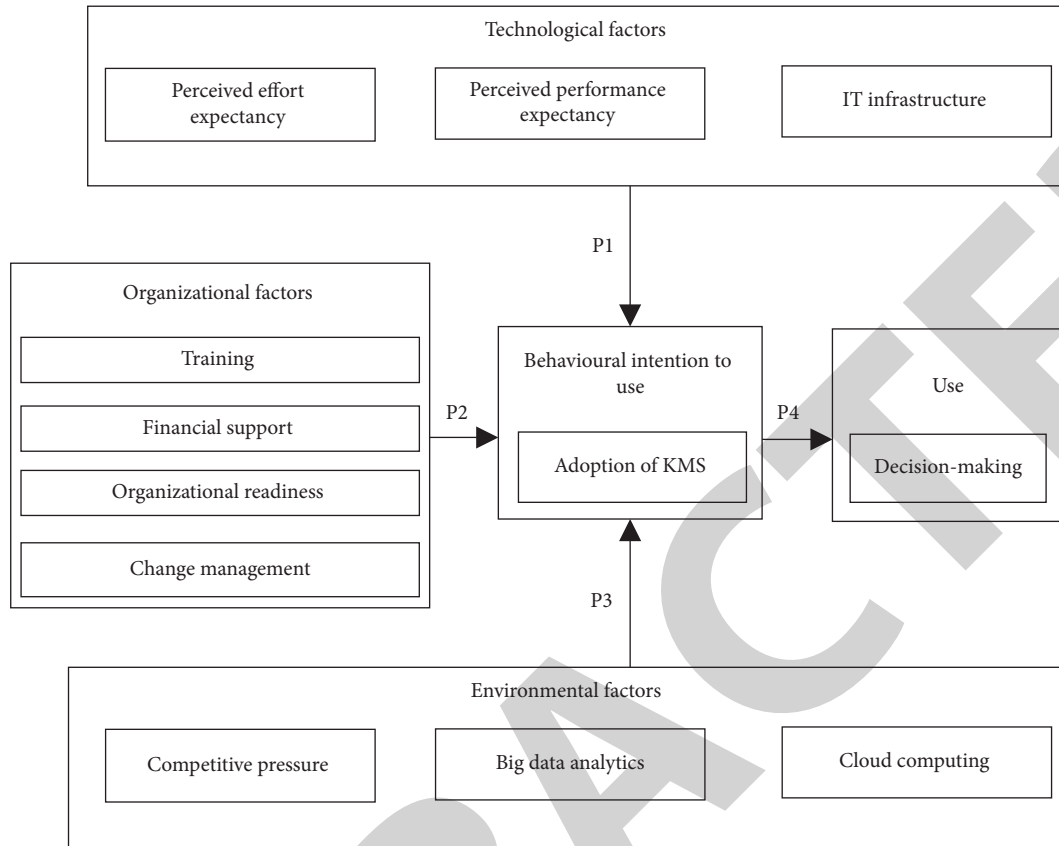 Technological factors
Perceived effort
expectancy
Perceived performance
expectancy
IT infrastructure
P1
Organizational factors
Training
Financial support
Organizational readiness
Change management
P2
Behavioural intention to
use
Adoption of KMS
P4
Use
Decision-making
P3
Environmental factors
Competitive pressure
Big data analytics
Cloud computing